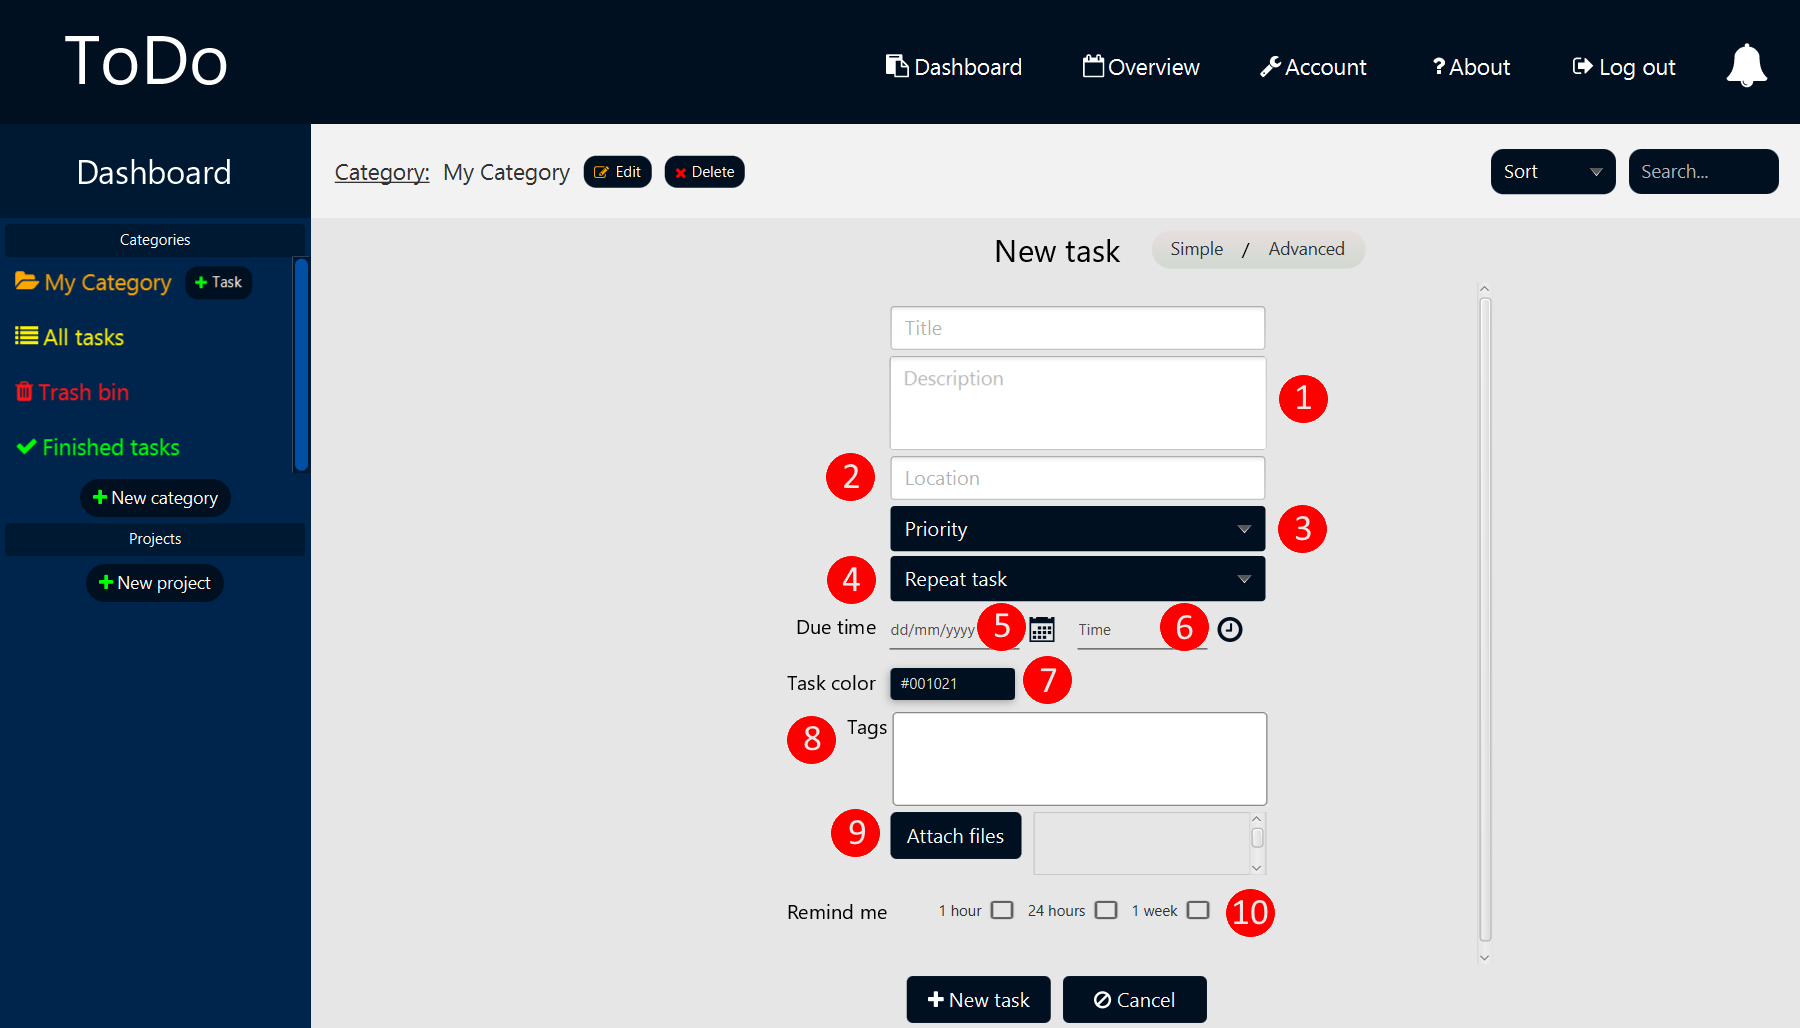 ToDo
Dashboard
Overview
Account
? About
Log out
Dashboard
Category: My Category
Edit
Delete
Sort
Search...
Categories
My Category
+ Task
All tasks
Trash bin
Finished tasks
+ New category
Projects
+ New project
New task
Simple / Advanced
Title
Description
1
2
Location
Priority
3
4
Repeat task
Due time
dd/mm/yyyy
5
Time
6
Task color
#001021
7
8
Tags
9
Attach files
Remind me
1 hour
24 hours
1 week
10
+ New task
Cancel